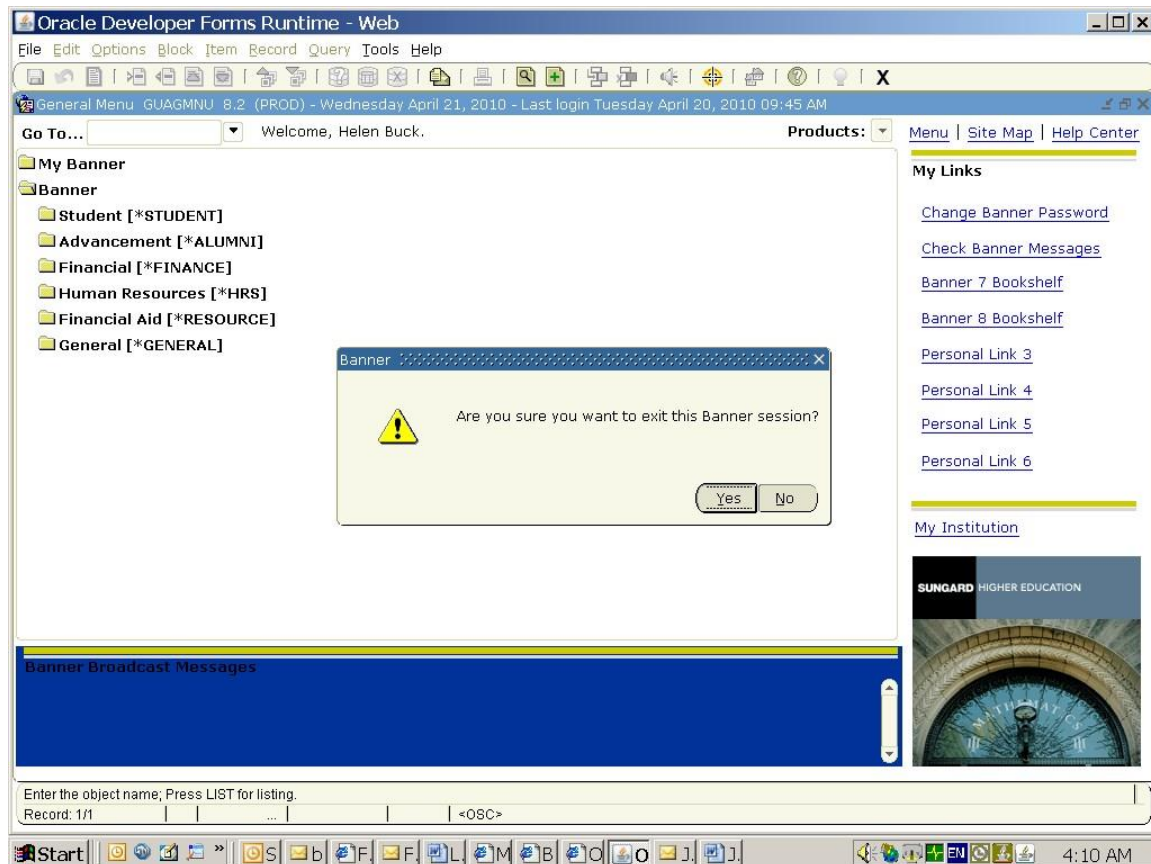 Oracle Developer Forms Runtime - Web
File Edit Options Block Item Record Query Tools Help
X
General Menu GUAGMNU 8.2 (PROD) - Wednesday April 21, 2010 - Last login Tuesday April 20, 2010 09:45 AM
Go To... Welcome, Helen Buck. Products: Menu | Site Map | Help Center
My Banner
Banner
Student [*STUDENT]
Advancement [*ALUMNI]
Financial [*FINANCE]
Human Resources [*HRS]
Financial Aid [*RESOURCE]
General [*GENERAL]
Banner
Are you sure you want to exit this Banner session?
Yes No
My Links
Change Banner Password
Check Banner Messages
Banner 7 Bookshelf
Banner 8 Bookshelf
Personal Link 3
Personal Link 4
Personal Link 5
Personal Link 6
My Institution
SUNGARD HIGHER EDUCATION
MATHEMATICS
Banner Broadcast Messages
Enter the object name; Press LIST for listing.
Record: 1/1 ... <OSC>
Start » S b F. F. L. M B O O J. J. EN 4:10 AM